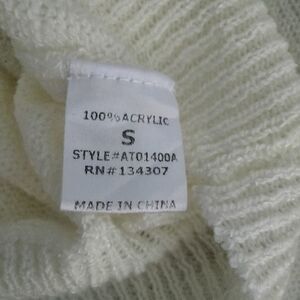 100%ACRYLIC
S
STYLE#AT01400A
RN#134307
MADE IN CHINA